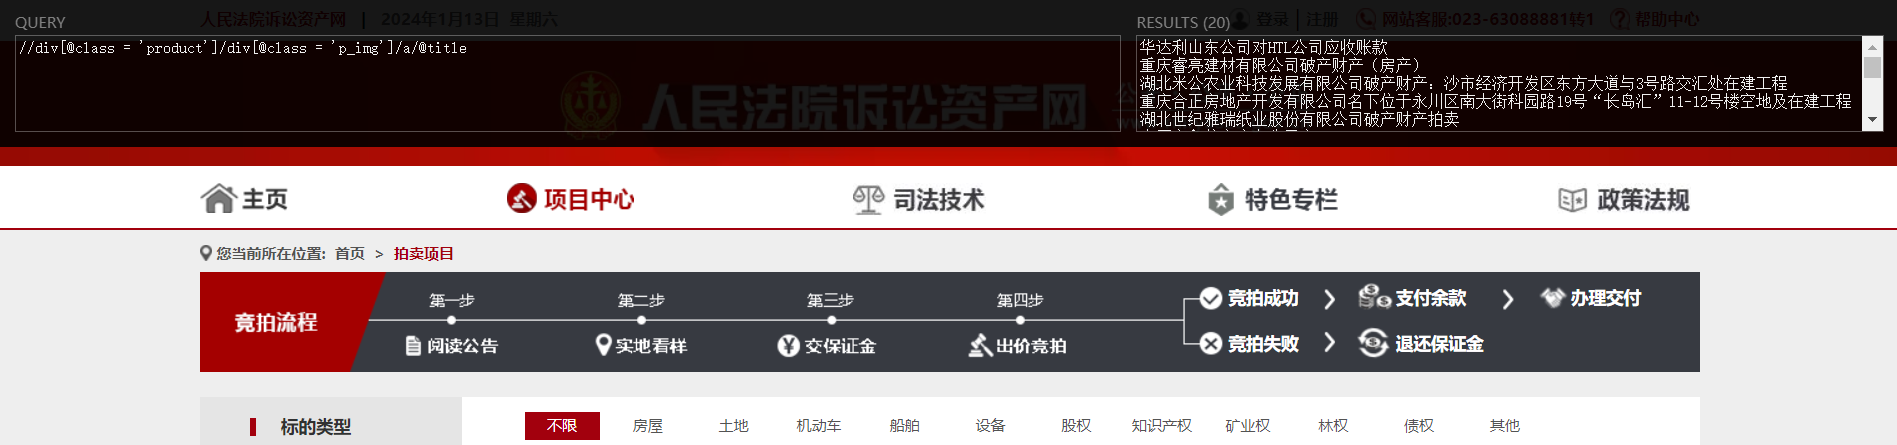 人民法院诉讼资产网 | 2024年1月13日 星期六
登录 | 注册 网站客服:023-63088881转1 帮助中心
QUERY
//div[@class = 'product']/div[@class = 'p_img']/a/@title
RESULTS (20)
华达利山东公司对HTL公司应收账款
重庆睿亮建材有限公司破产财产（房产）
湖北米公农业科技发展有限公司破产财产：沙市经济开发区东方大道与3号路交汇处在建工程
重庆合正房地产开发有限公司名下位于永川区南大街科园路19号“长岛汇”11-12号楼空地及在建工程
湖北世纪雅瑞纸业股份有限公司破产财产拍卖
人民法院诉讼资产网
主页 项目中心 司法技术 特色专栏 政策法规
您当前所在位置: 首页 > 拍卖项目
竞拍流程
第一步 第二步 第三步 第四步
阅读公告 实地看样 交保证金 出价竞拍
竞拍成功 支付余款 办理交付
竞拍失败 退还保证金
标的类型 不限 房屋 土地 机动车 船舶 设备 股权 知识产权 矿业权 林权 债权 其他